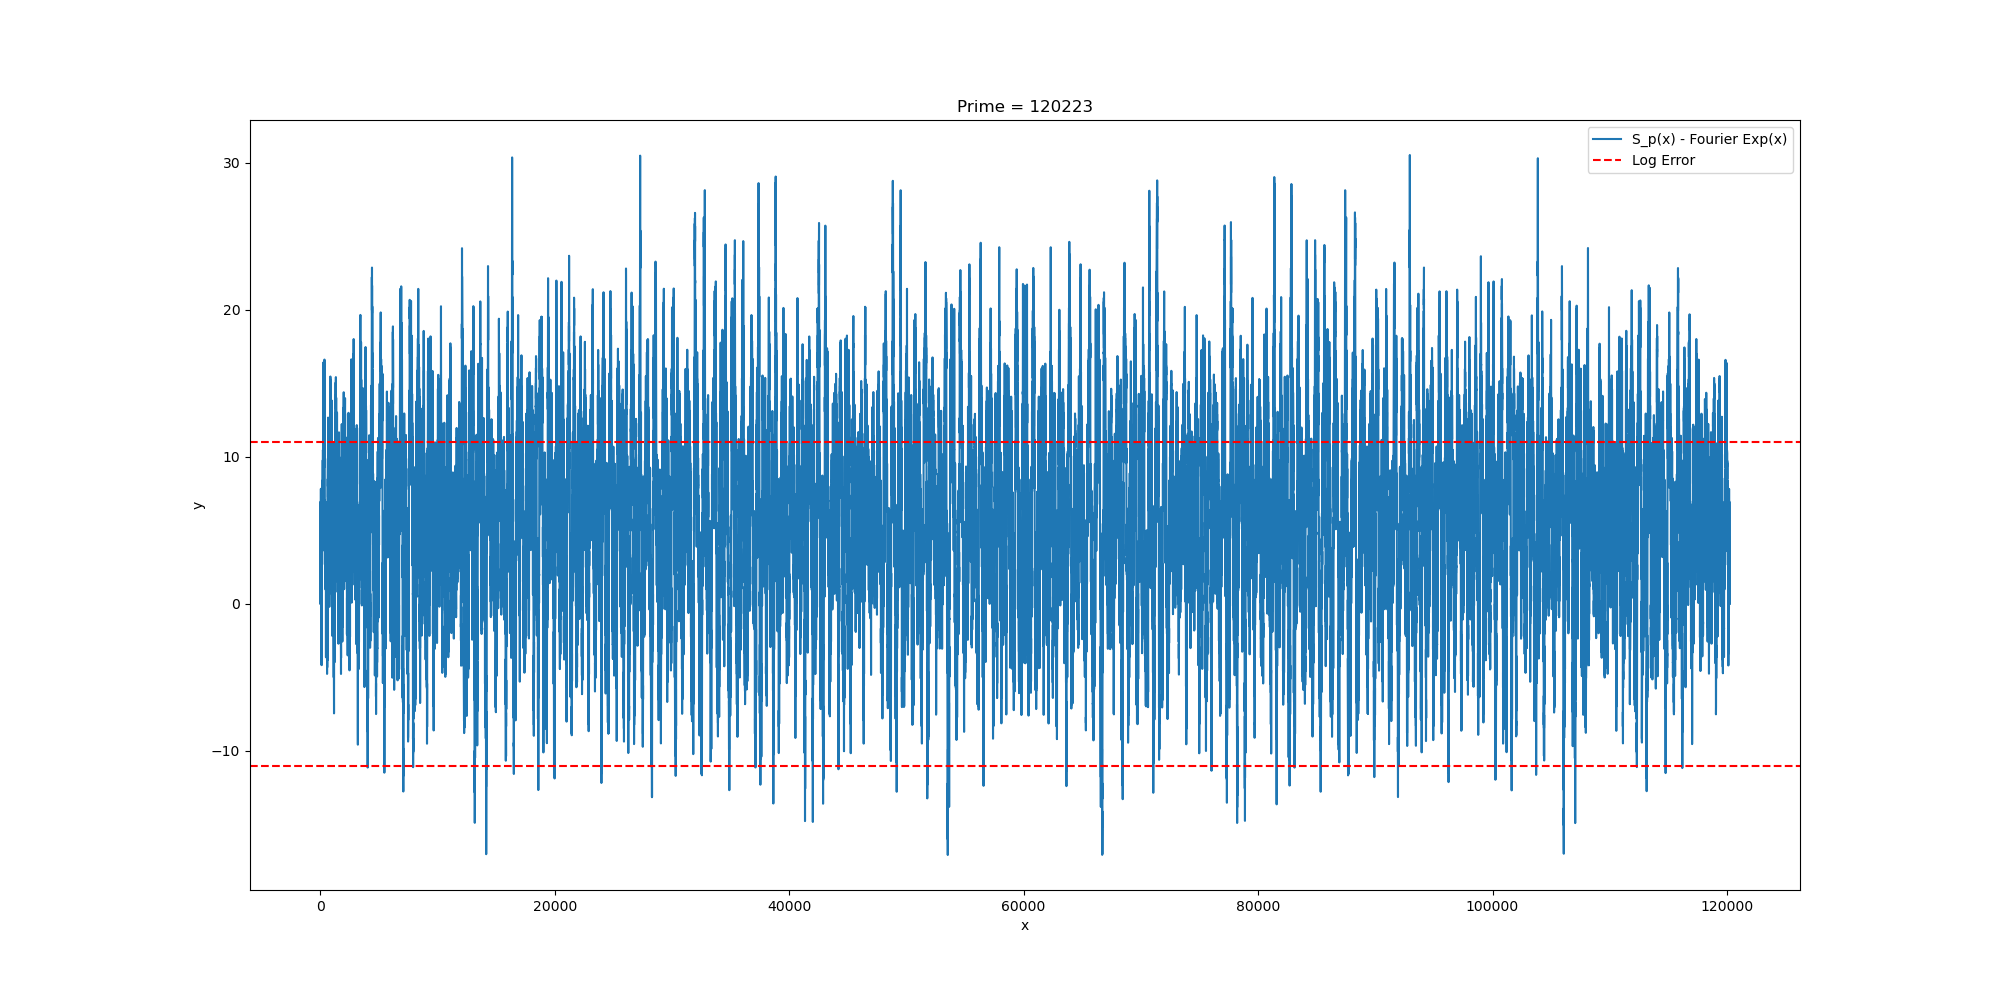 Prime = 120223
S_p(x) - Fourier Exp(x)
Log Error
30
20
10
0
−10
y
0 20000 40000 60000 80000 100000 120000
x